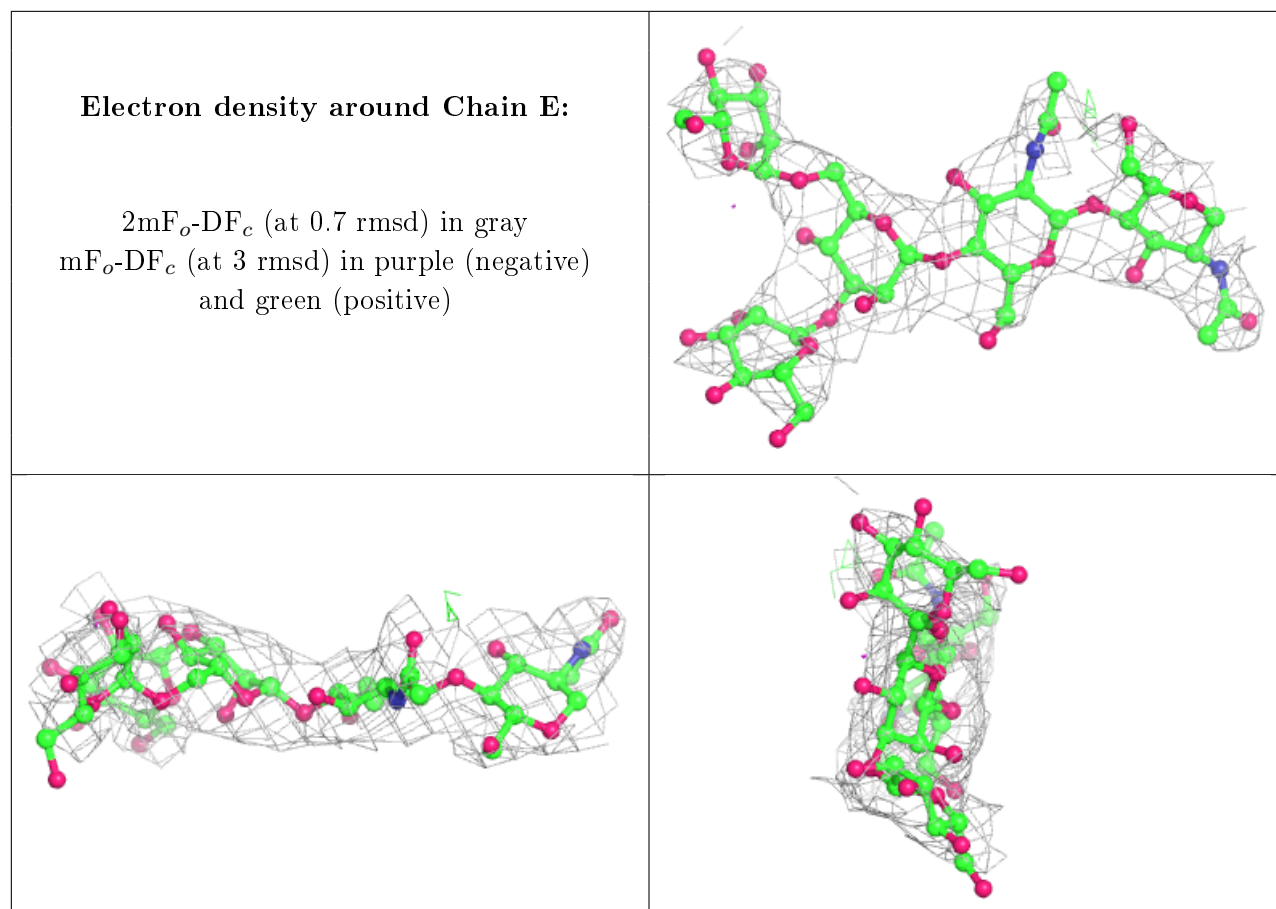 Electron density around Chain E:
2mFo-DFc (at 0.7 rmsd) in gray
mFo-DFc (at 3 rmsd) in purple (negative)
and green (positive)